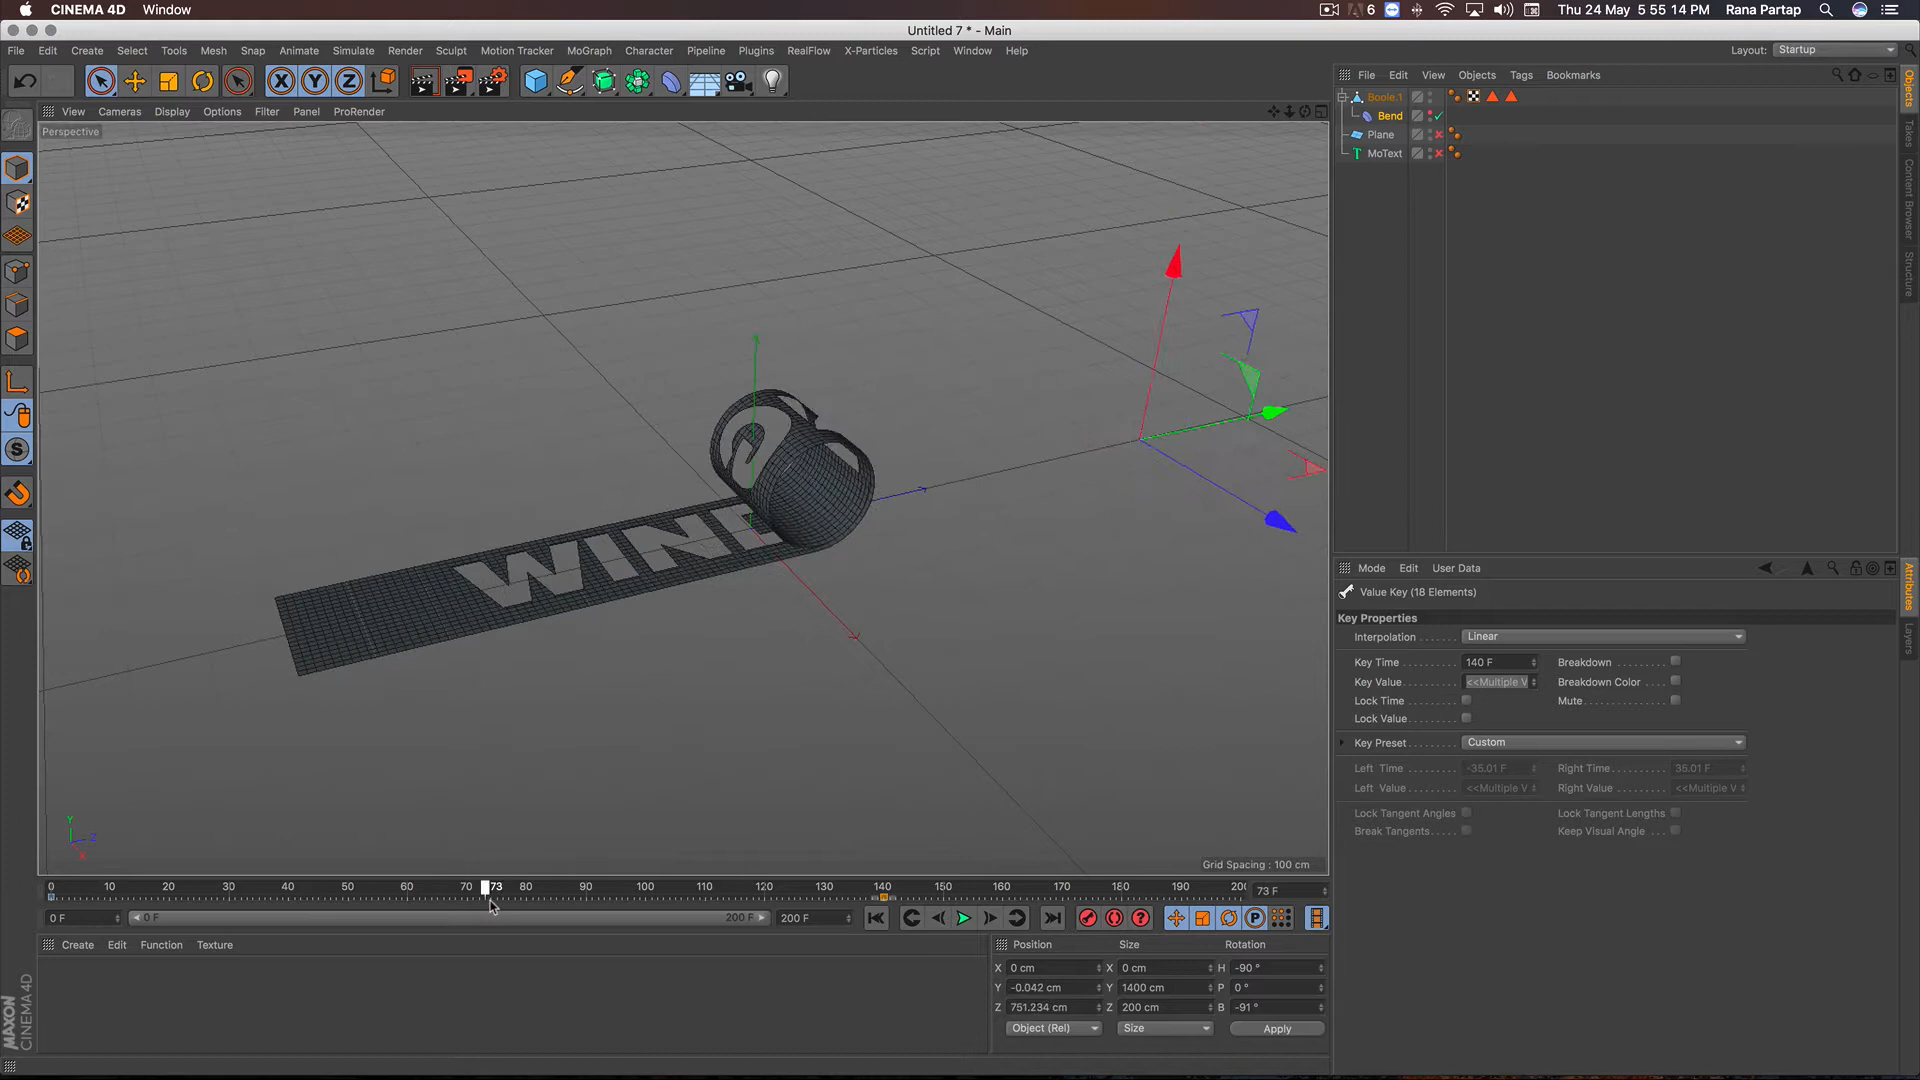 CINEMA 4D Window
6 Thu 24 May 5 55 14 PM Rana Partap
Untitled 7 * - Main
File Edit Create Select Tools Mesh Snap Animate Simulate Render Sculpt Motion Tracker MoGraph Character Pipeline Plugins RealFlow X-Particles Script Window Help
Layout: Startup
X Y Z
File Edit View Objects Tags Bookmarks
View Cameras Display Options Filter Panel ProRender
Perspective
Boole.1
Bend
Plane
MoText
Objects
Takes
Content Browser
Structure
WIN
Mode Edit User Data
Value Key (18 Elements)
Key Properties
Interpolation Linear
Key Time 140 F Breakdown
Key Value <<Multiple V Breakdown Color
Lock Time Mute
Lock Value
Key Preset Custom
Left Time -35.01 F Right Time 35.01 F
Left Value <<Multiple V Right Value <<Multiple V
Lock Tangent Angles Lock Tangent Lengths
Break Tangents Keep Visual Angle
Attributes
Layers
Y
Z
X
Grid Spacing : 100 cm
0 10 20 30 40 50 60 70 73 80 90 100 110 120 130 140 150 160 170 180 190 200 73 F
0 F 0 F 200 F 200 F
Create Edit Function Texture
Position Size Rotation
X 0 cm X 0 cm H -90 °
Y -0.042 cm Y 1400 cm P 0 °
Z 751.234 cm Z 200 cm B -91 °
Object (Rel) Size Apply
MAXON CINEMA 4D